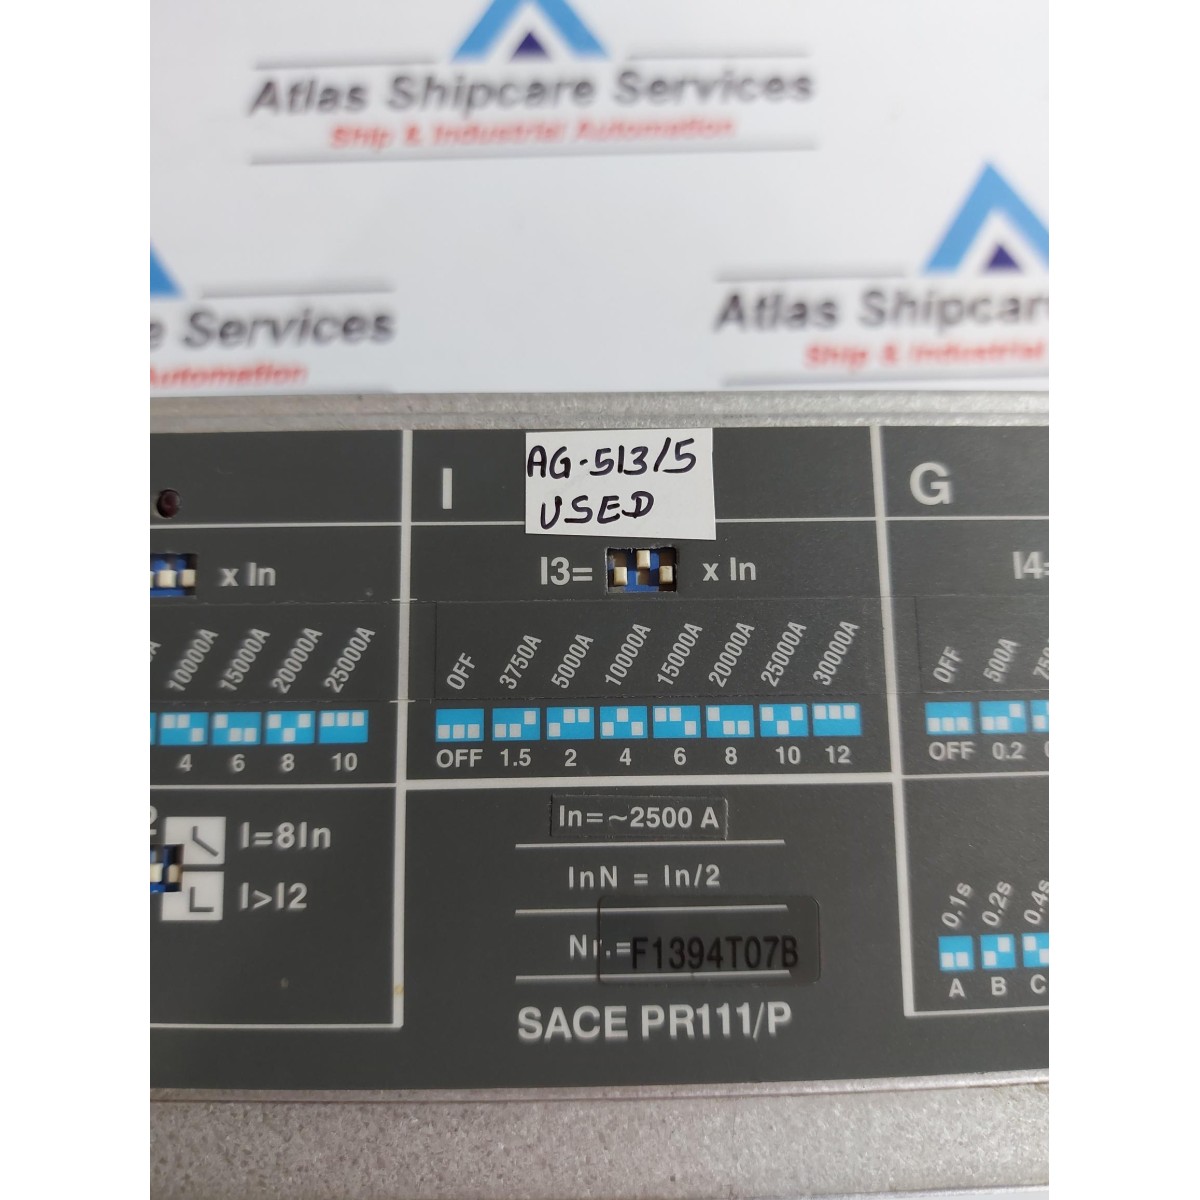 Atlas Shipcare Services
Ship & Industrial Automation
Services
Automation
Atlas Shipcar
Ship & Industrial
I
AG-513/5
USED
G
x In
I3= x In
I4=
10000A 15000A 20000A 25000A
OFF 3750A 5000A 10000A 15000A 20000A 25000A 30000A
OFF 500A
4 6 8 10
OFF 1.5 2 4 6 8 10 12
OFF 0.2
I=8In
I>I2
In=~2500 A
InN = In/2
Nr.=F1394T07B
SACE PR111/P
0,1s 0,2s 0,4s
A B C